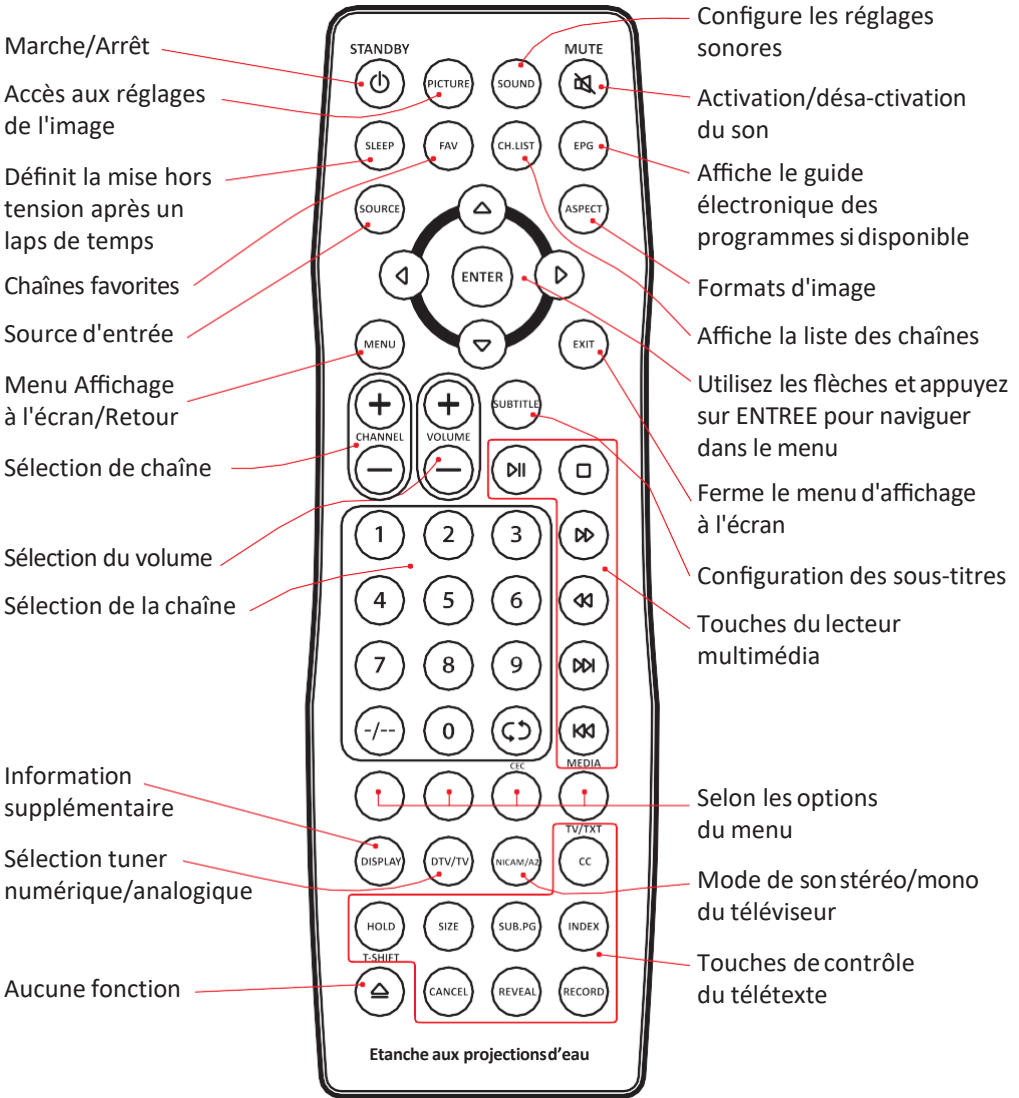 Marche/Arrêt
Accès aux réglages
de l'image
Définit la mise hors
tension après un
laps de temps
Chaînes favorites
Source d'entrée
Menu Affichage
à l'écran/Retour
Sélection de chaîne
Sélection du volume
Sélection de la chaîne
Information
supplémentaire
Sélection tuner
numérique/analogique
Aucune fonction
STANDBY
MUTE
PICTURE
SOUND
SLEEP
FAV
CH.LIST
EPG
SOURCE
ASPECT
ENTER
MENU
EXIT
CHANNEL
VOLUME
SUBTITLE
1
2
3
4
5
6
7
8
9
-/--
0
CEC
MEDIA
TV/TXT
DISPLAY
DTV/TV
NICAM/A2
CC
HOLD
SIZE
SUB.PG
INDEX
T-SHIFT
CANCEL
REVEAL
RECORD
Etanche aux projections d'eau
Configure les réglages
sonores
Activation/désa-ctivation
du son
Affiche le guide
électronique des
programmes si disponible
Formats d'image
Affiche la liste des chaînes
Utilisez les flèches et appuyez
sur ENTREE pour naviguer
dans le menu
Ferme le menu d'affichage
à l'écran
Configuration des sous-titres
Touches du lecteur
multimédia
Selon les options
du menu
Mode de son stéréo/mono
du téléviseur
Touches de contrôle
du télétexte